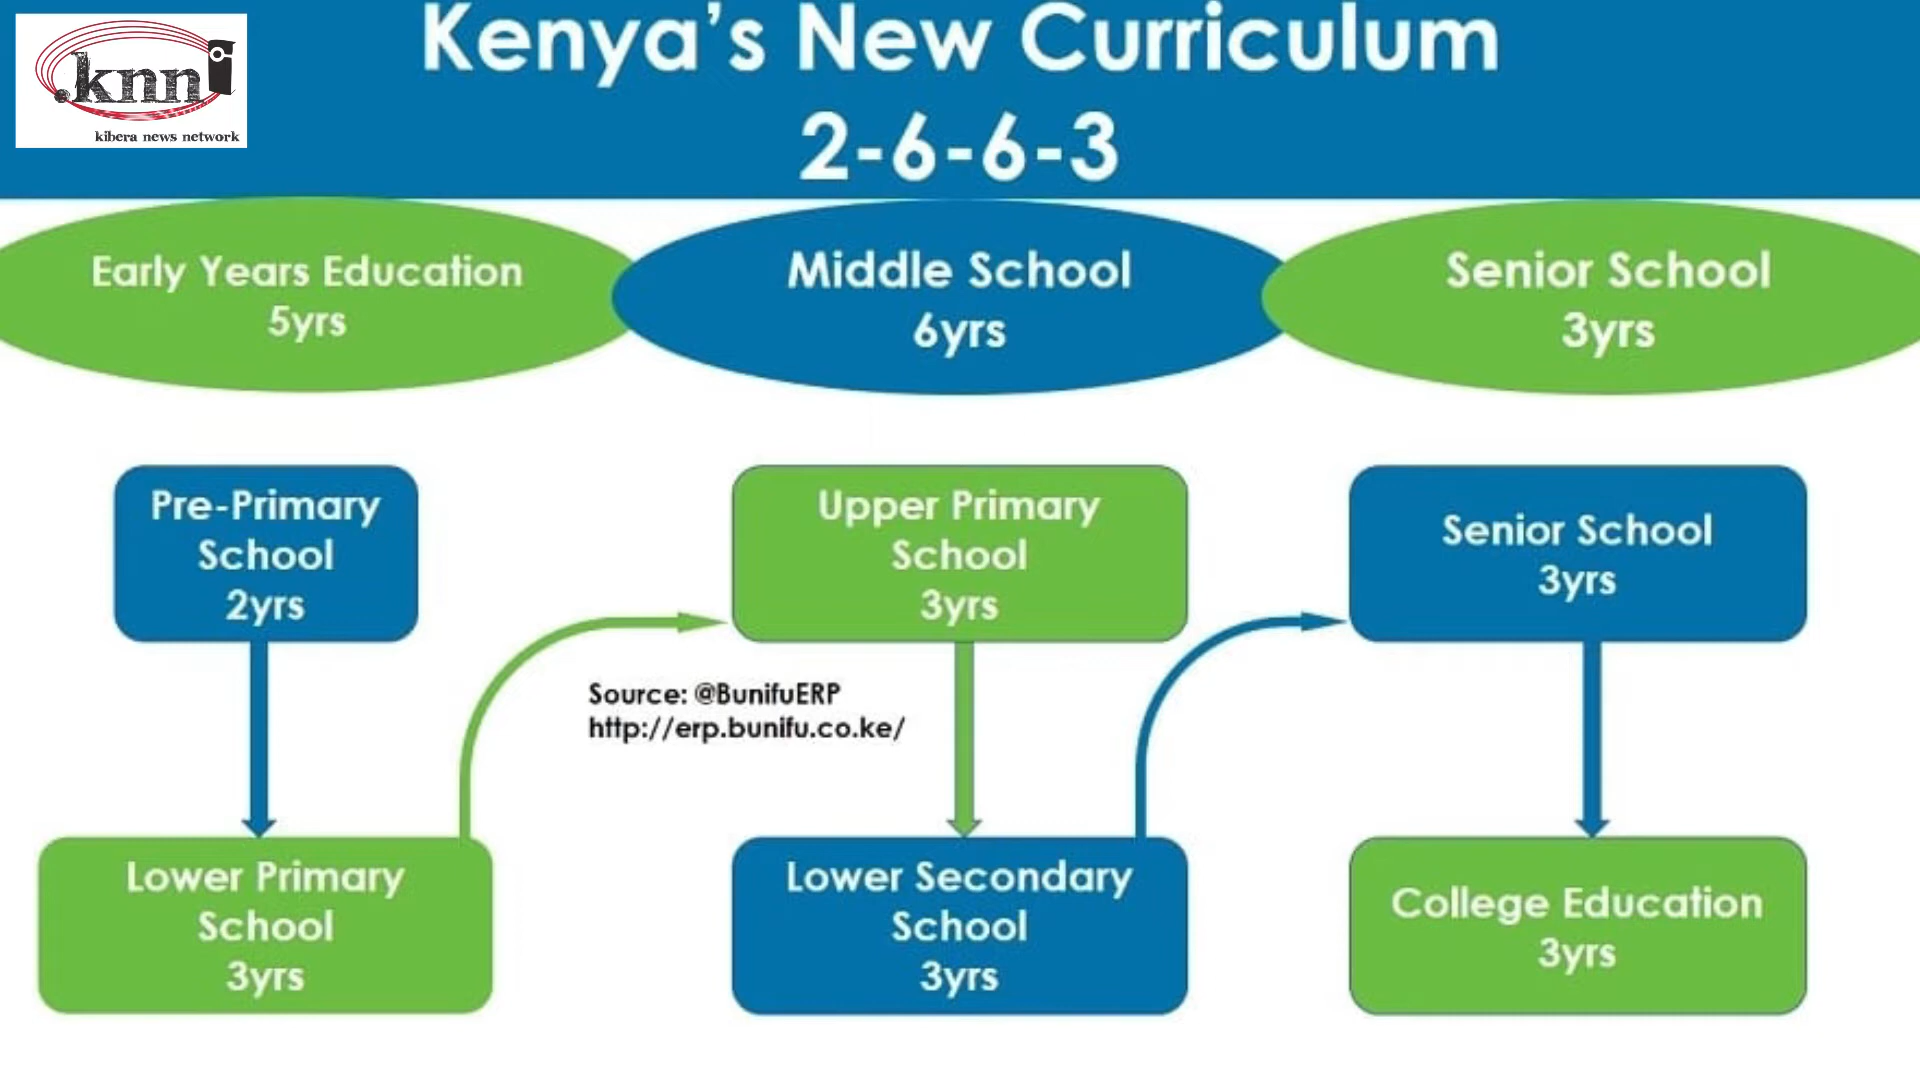 Kenya's New Curriculum
2-6-6-3
.knn
kibera news network
Early Years Education
5yrs
Middle School
6yrs
Senior School
3yrs
Pre-Primary
School
2yrs
Upper Primary
School
3yrs
Senior School
3yrs
Source: @BunifuERP
http://erp.bunifu.co.ke/
Lower Primary
School
3yrs
Lower Secondary
School
3yrs
College Education
3yrs